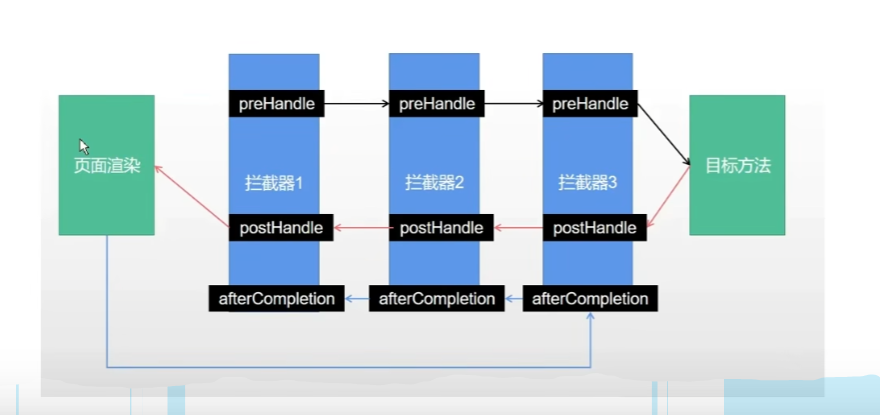 preHandle
preHandle
preHandle
页面渲染
拦截器1
拦截器2
拦截器3
目标方法
postHandle
postHandle
postHandle
afterCompletion
afterCompletion
afterCompletion